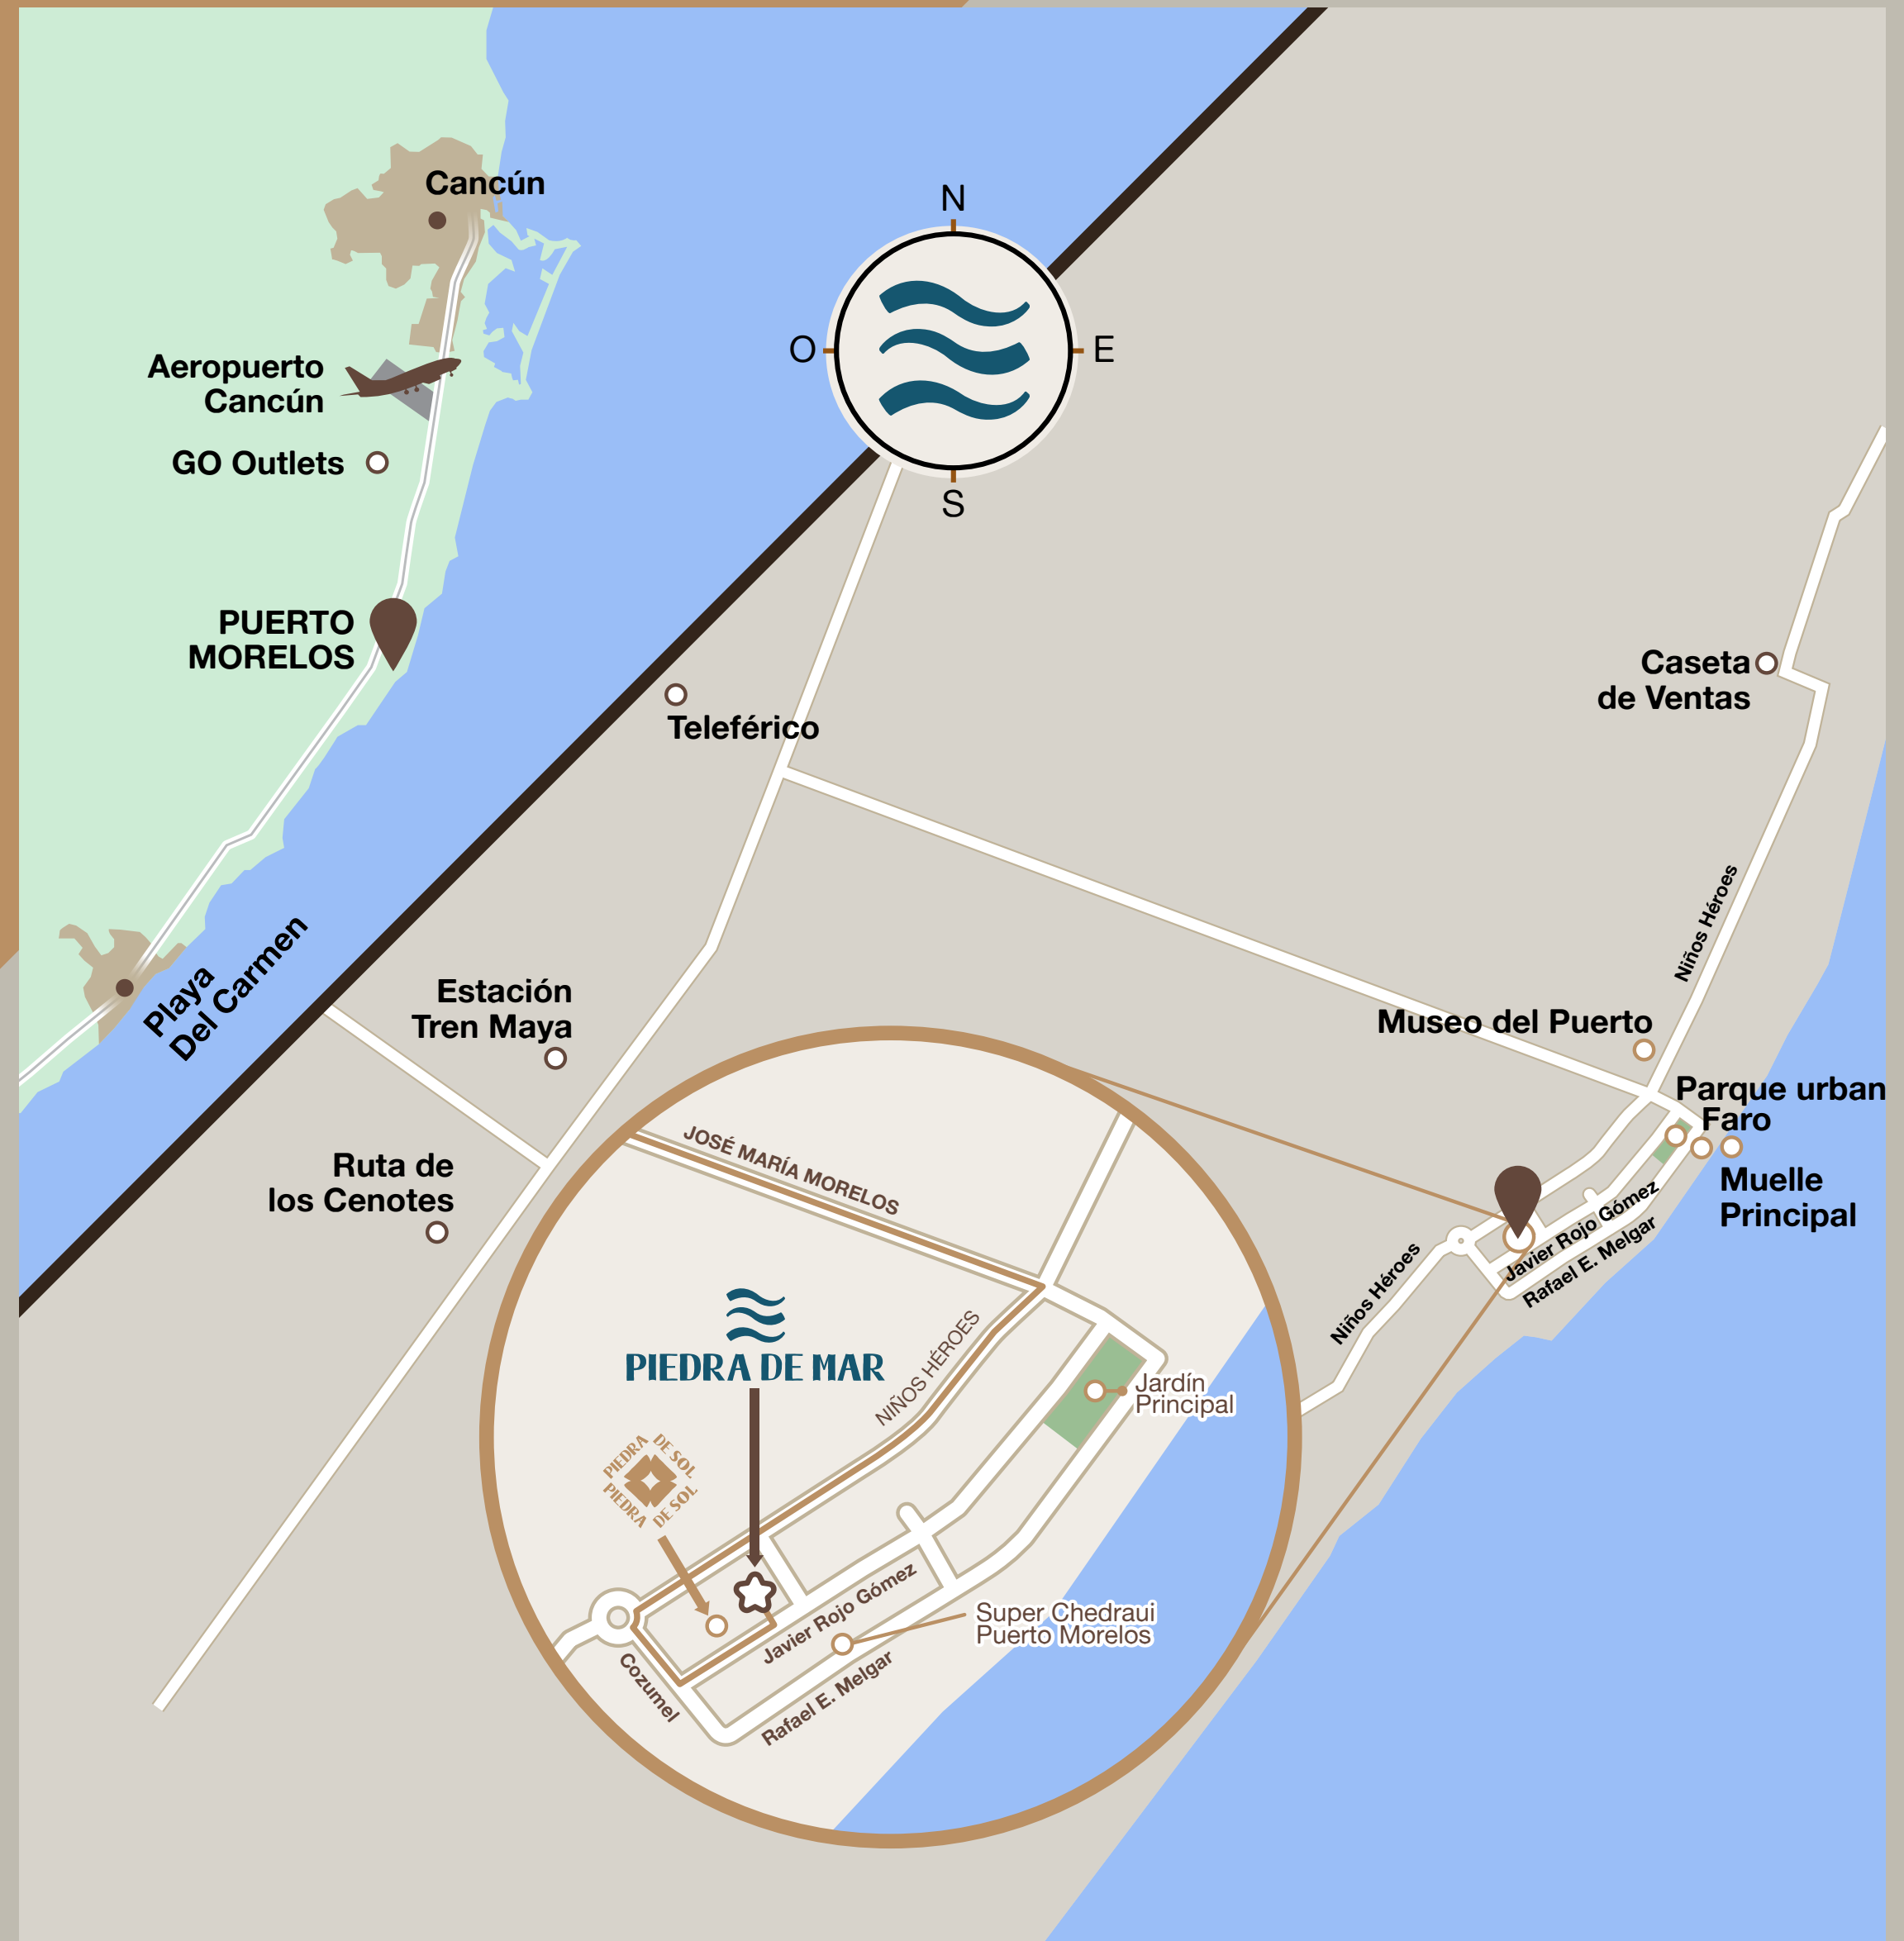 Cancún
Aeropuerto
Cancún
GO Outlets
PUERTO
MORELOS
Playa
Del Carmen
N
O
E
S
Teleférico
Caseta
de Ventas
Niños Héroes
Estación
Tren Maya
Museo del Puerto
Parque urban
Faro
Muelle
Principal
Ruta de
los Cenotes
Javier Rojo Gómez
Rafael E. Melgar
Niños Héroes
JOSÉ MARÍA MORELOS
PIEDRA DE MAR
NIÑOS HÉROES
Jardín
Principal
PIEDRA
DE SOL
PIEDRA
DE SOL
Javier Rojo Gómez
Super Chedraui
Puerto Morelos
Cozumel
Rafael E. Melgar